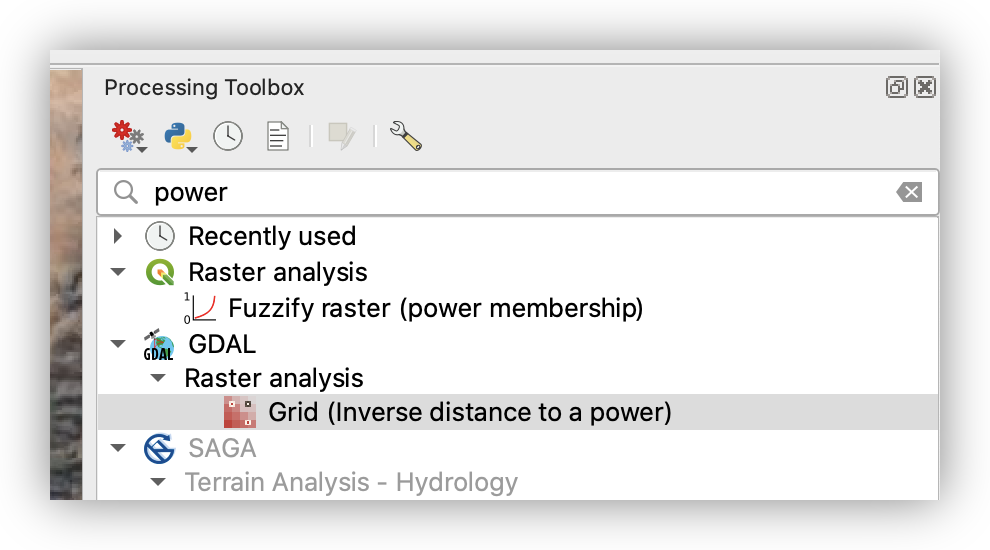 Processing Toolbox
power
Recently used
Raster analysis
1
0
Fuzzify raster (power membership)
GDAL
GDAL
Raster analysis
Grid (Inverse distance to a power)
SAGA
Terrain Analysis - Hydrology